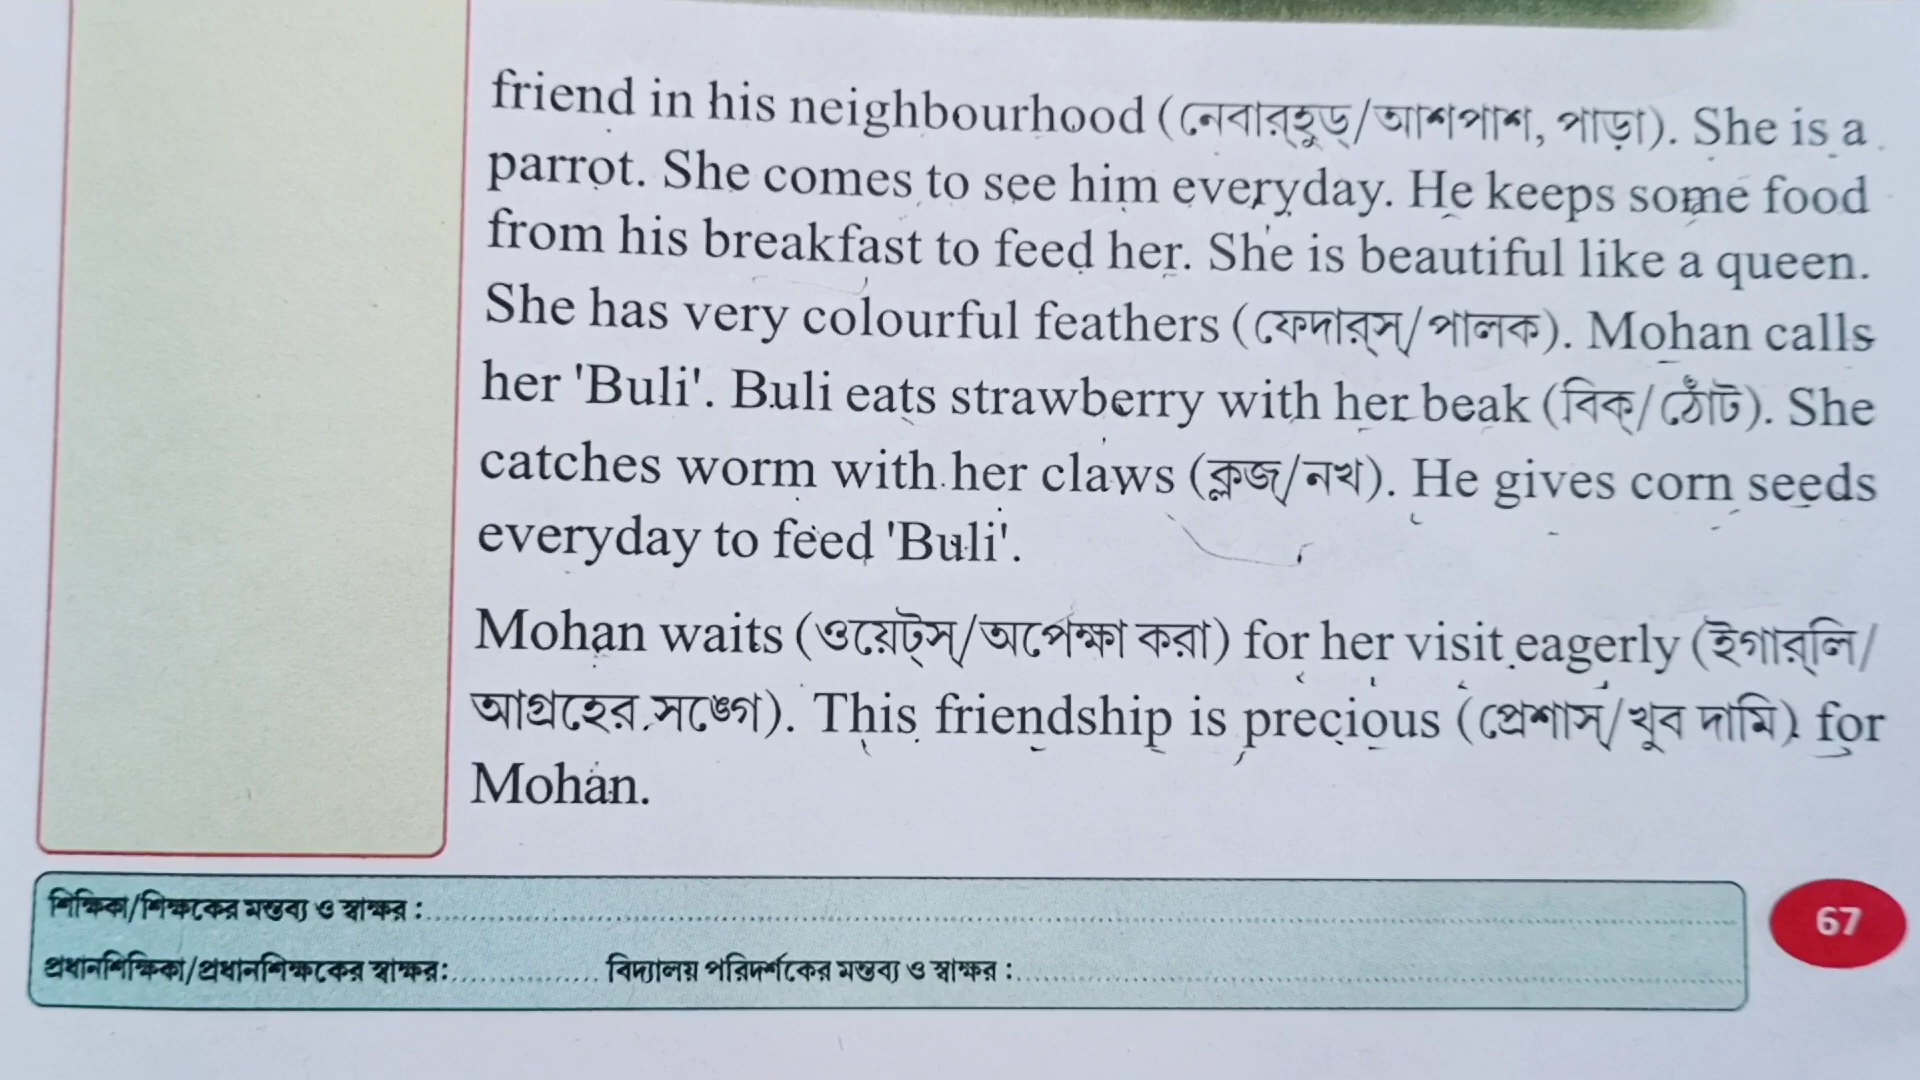 friend in his neighbourhood (নেবার্‌হুড্‌/আশপাশ, পাড়া). She is a
parrot. She comes to see him everyday. He keeps some food
from his breakfast to feed her. She is beautiful like a queen.
She has very colourful feathers (ফেদার্‌স্‌/পালক). Mohan calls
her 'Buli'. Buli eats strawberry with her beak (বিক্‌/ঠোঁট). She
catches worm with her claws (ক্লজ্‌/নখ). He gives corn seeds
everyday to feed 'Buli'.
Mohan waits (ওয়েট্‌স্‌/অপেক্ষা করা) for her visit eagerly (ইগার্‌লি/
আগ্রহের সঙ্গে). This friendship is precious (প্রেশাস্‌/খুব দামি) for
Mohan.
শিক্ষিকা/শিক্ষকের মন্তব্য ও স্বাক্ষর :
প্রধানশিক্ষিকা/প্রধানশিক্ষকের স্বাক্ষর: বিদ্যালয় পরিদর্শকের মন্তব্য ও স্বাক্ষর :
67